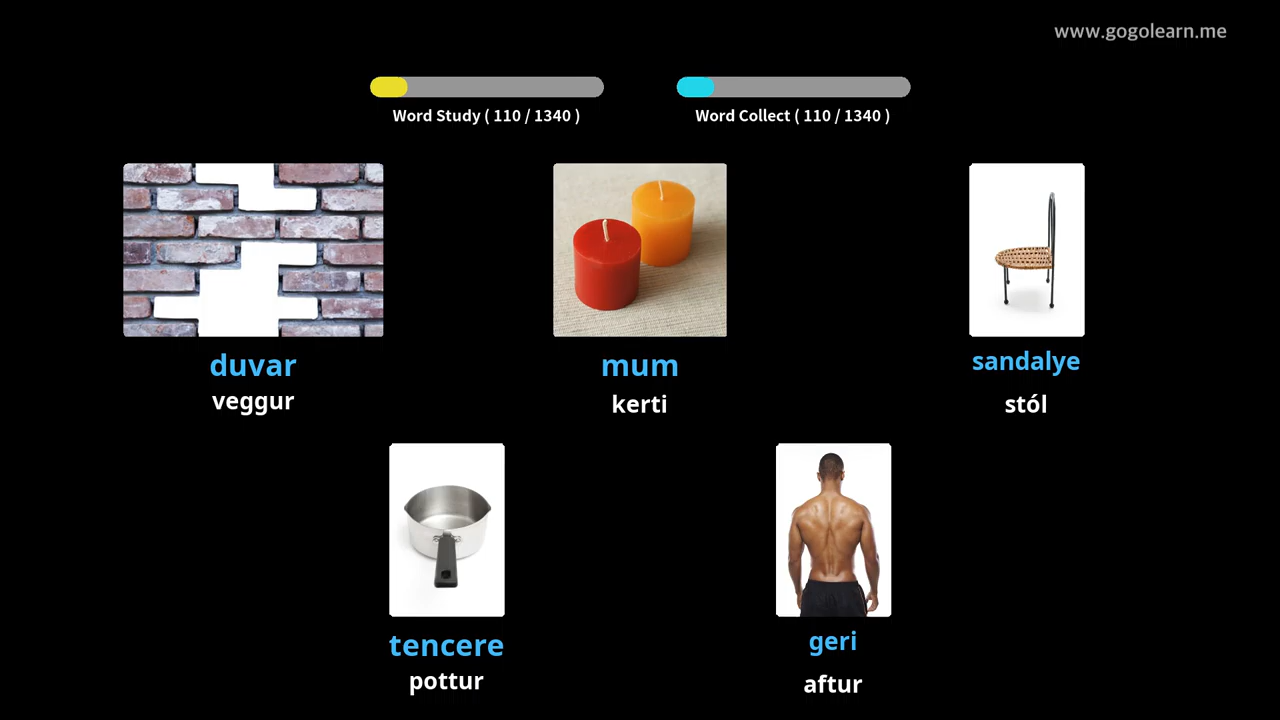 www.gogolearn.me
Word Study ( 110 / 1340 )
Word Collect ( 110 / 1340 )
duvar
veggur
mum
kerti
sandalye
stól
tencere
pottur
geri
aftur